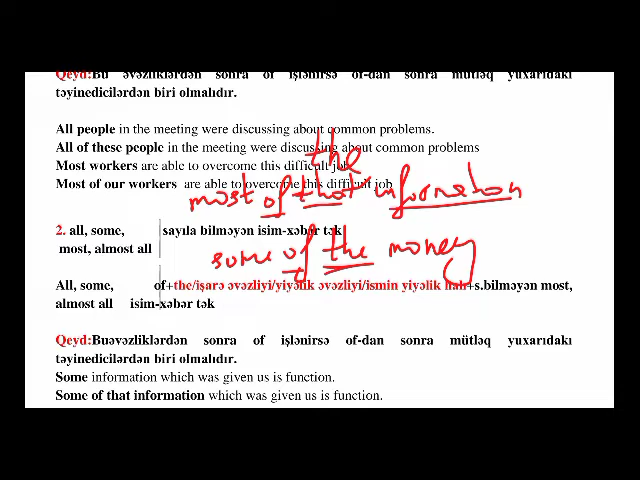 Qeyd:Bu əvəzliklərdən sonra of işlənirsə of-dan sonra mütləq yuxarıdakı
təyinedicilərdən biri olmalıdır.
All people in the meeting were discussing about common problems.
All of these people in the meeting were discussing about common problems
the
Most workers are able to overcome this difficult job
Most of our workers are able to overcome this difficult job
most of that information
2. all, some, sayıla bilməyən isim-xəbər tək
most, almost all
some of the money
All, some, of+the/işarə əvəzliyi/yiyəlik əvəzliyi/ismin yiyəlik halı+s.bilməyən most,
almost all isim-xəbər tək
Qeyd:Buəvəzliklərdən sonra of işlənirsə of-dan sonra mütləq yuxarıdakı
təyinedicilərdən biri olmalıdır.
Some information which was given us is function.
Some of that information which was given us is function.